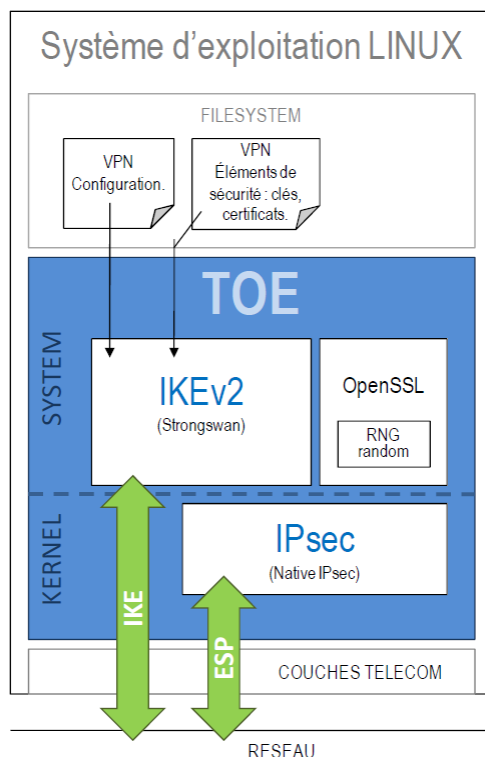 Système d'exploitation LINUX
FILESYSTEM
VPN
Configuration.
VPN
Éléments de
sécurité : clés,
certificats.
TOE
SYSTEM
IKEv2
(Strongswan)
OpenSSL
RNG
random
KERNEL
IPsec
(Native IPsec)
IKE
ESP
COUCHES TELECOM
RESEAU